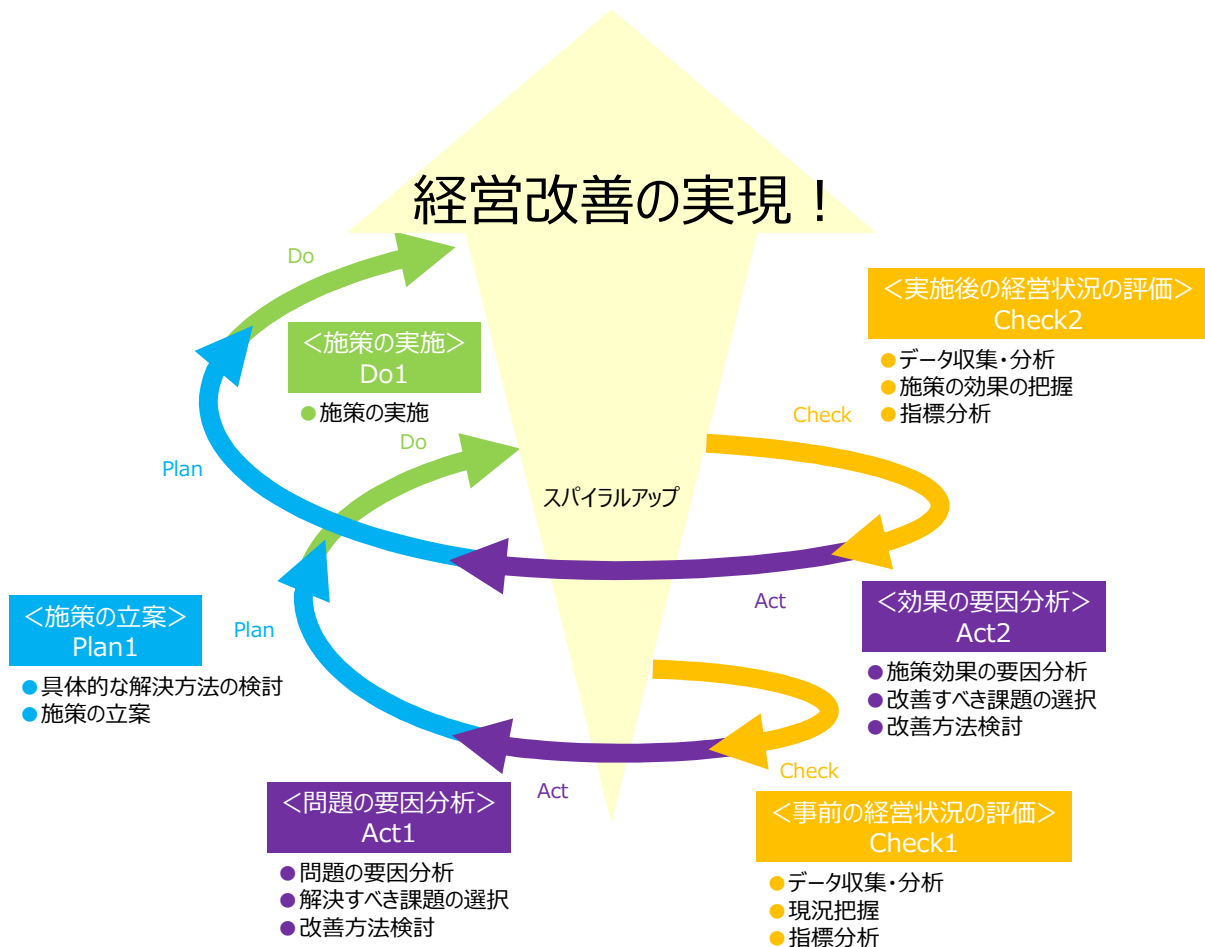 経営改善の実現！
Do
＜実施後の経営状況の評価＞
Check2
●データ収集・分析
●施策の効果の把握
●指標分析
＜施策の実施＞
Do1
●施策の実施
Do
Check
Plan
スパイラルアップ
＜施策の立案＞
Plan1
●具体的な解決方法の検討
●施策の立案
Plan
Act
＜効果の要因分析＞
Act2
●施策効果の要因分析
●改善すべき課題の選択
●改善方法検討
Check
Act
＜問題の要因分析＞
Act1
●問題の要因分析
●解決すべき課題の選択
●改善方法検討
＜事前の経営状況の評価＞
Check1
●データ収集・分析
●現況把握
●指標分析